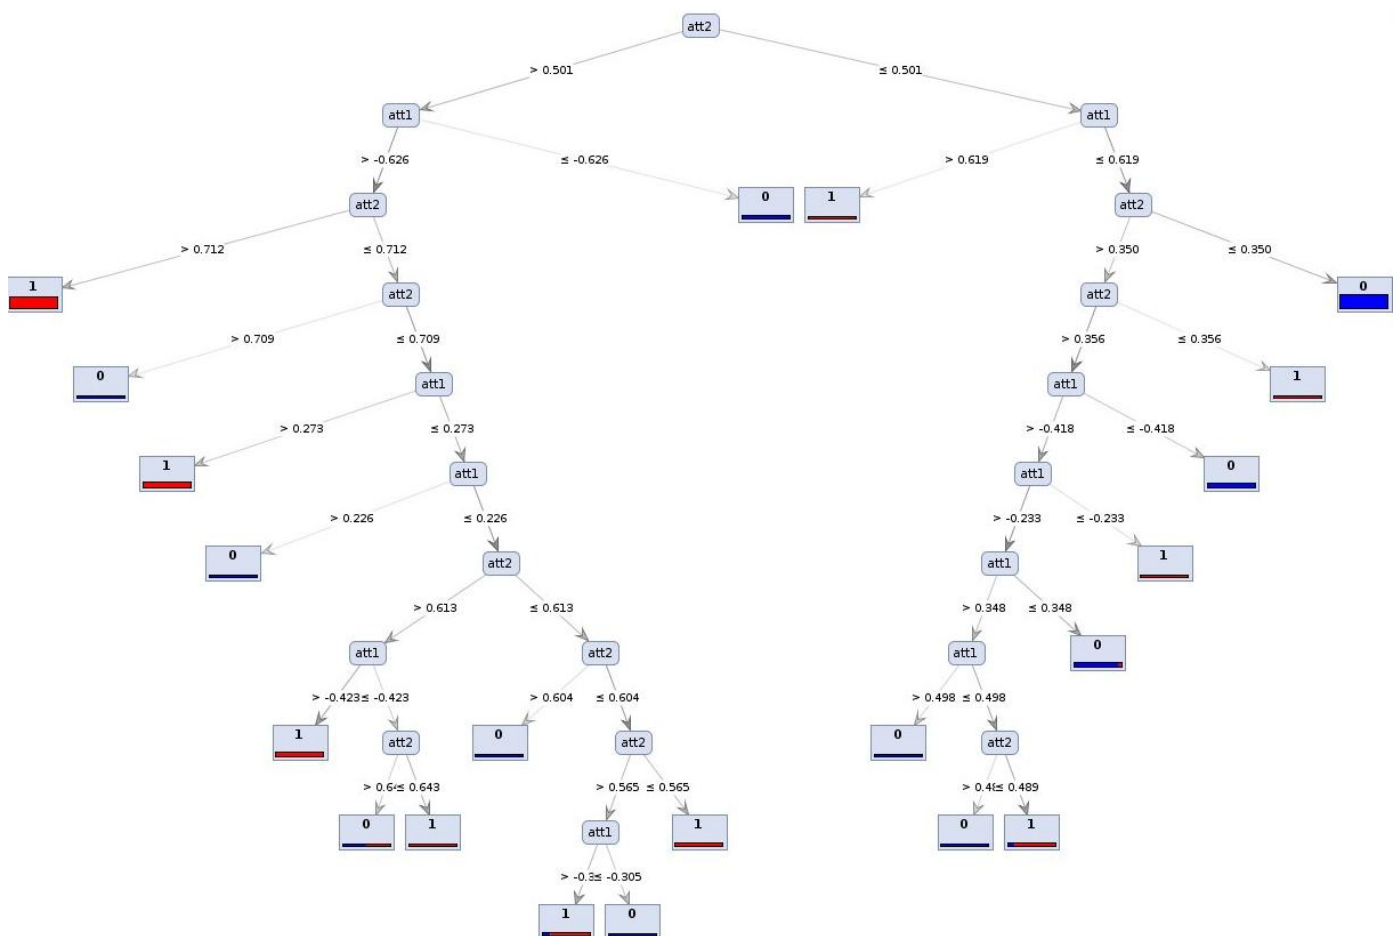 att2
> 0.501 ≤ 0.501
att1 att1
> -0.626 ≤ -0.626 > 0.619 ≤ 0.619
att2 0 1 att2
> 0.712 ≤ 0.712 > 0.350 ≤ 0.350
1 att2 att2 0
> 0.709 ≤ 0.709 > 0.356 ≤ 0.356
0 att1 att1 1
> 0.273 ≤ 0.273 > -0.418 ≤ -0.418
1 att1 att1 0
> 0.226 ≤ 0.226 > -0.233 ≤ -0.233
0 att2 att1 1
> 0.613 ≤ 0.613 > 0.348 ≤ 0.348
att1 att2 att1 0
> -0.423 ≤ -0.423 > 0.604 ≤ 0.604 > 0.498 ≤ 0.498
1 att2 0 att2 0 att2
≤ 0.643 > 0.565 ≤ 0.565 ≤ 0.489
0 1 att1 1 0 1
≤ -0.305
1 0